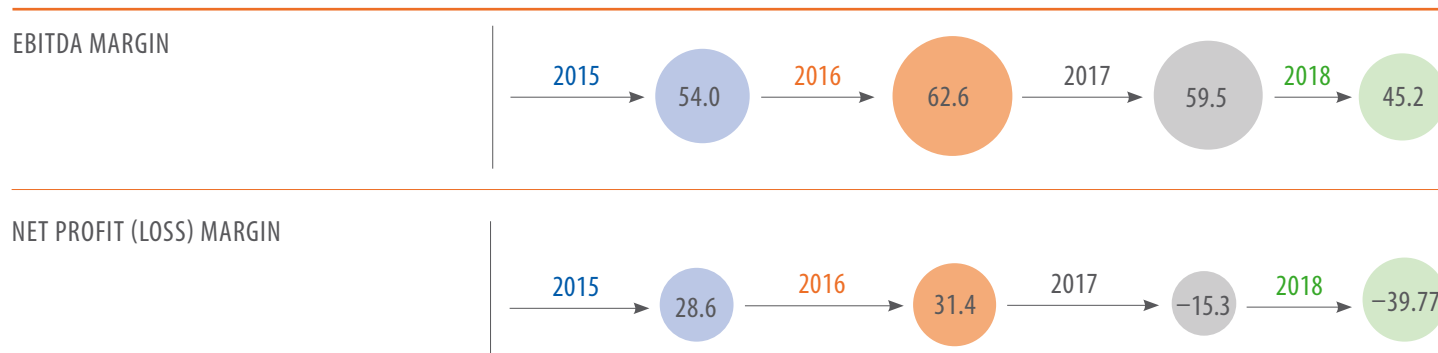 EBITDA MARGIN
2015 54.0 2016 62.6 2017 59.5 2018 45.2
NET PROFIT (LOSS) MARGIN
2015 28.6 2016 31.4 2017 −15.3 2018 −39.77